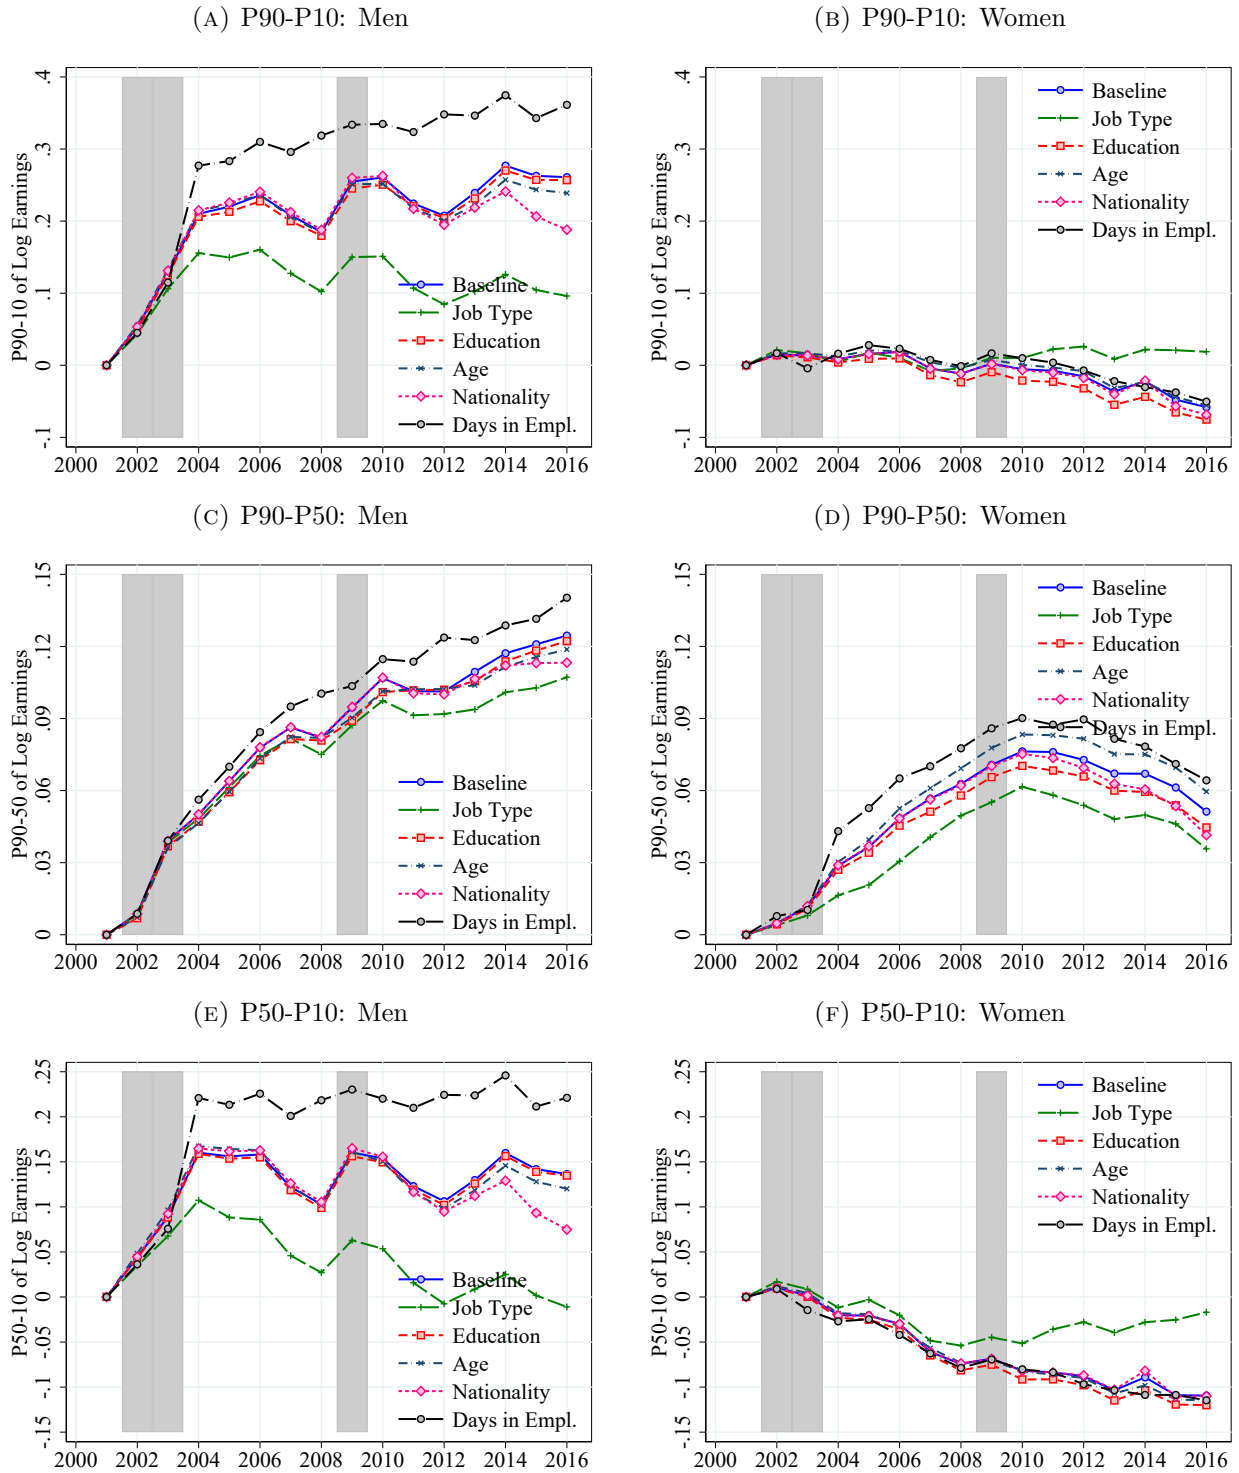 (A) P90-P10: Men
P90-10 of Log Earnings
.4
.3
.2
.1
0
-.1
Baseline
Job Type
Education
Age
Nationality
Days in Empl.
2000 2002 2004 2006 2008 2010 2012 2014 2016
(B) P90-P10: Women
P90-10 of Log Earnings
.4
.3
.2
.1
0
-.1
Baseline
Job Type
Education
Age
Nationality
Days in Empl.
2000 2002 2004 2006 2008 2010 2012 2014 2016
(C) P90-P50: Men
P90-50 of Log Earnings
.15
.12
.09
.06
.03
0
Baseline
Job Type
Education
Age
Nationality
Days in Empl.
2000 2002 2004 2006 2008 2010 2012 2014 2016
(D) P90-P50: Women
P90-50 of Log Earnings
.15
.12
.09
.06
.03
0
Baseline
Job Type
Education
Age
Nationality
Days in Empl.
2000 2002 2004 2006 2008 2010 2012 2014 2016
(E) P50-P10: Men
P50-10 of Log Earnings
.25
.2
.15
.1
.05
0
-.05
-.1
-.15
Baseline
Job Type
Education
Age
Nationality
Days in Empl.
2000 2002 2004 2006 2008 2010 2012 2014 2016
(F) P50-P10: Women
P50-10 of Log Earnings
.25
.2
.15
.1
.05
0
-.05
-.1
-.15
Baseline
Job Type
Education
Age
Nationality
Days in Empl.
2000 2002 2004 2006 2008 2010 2012 2014 2016